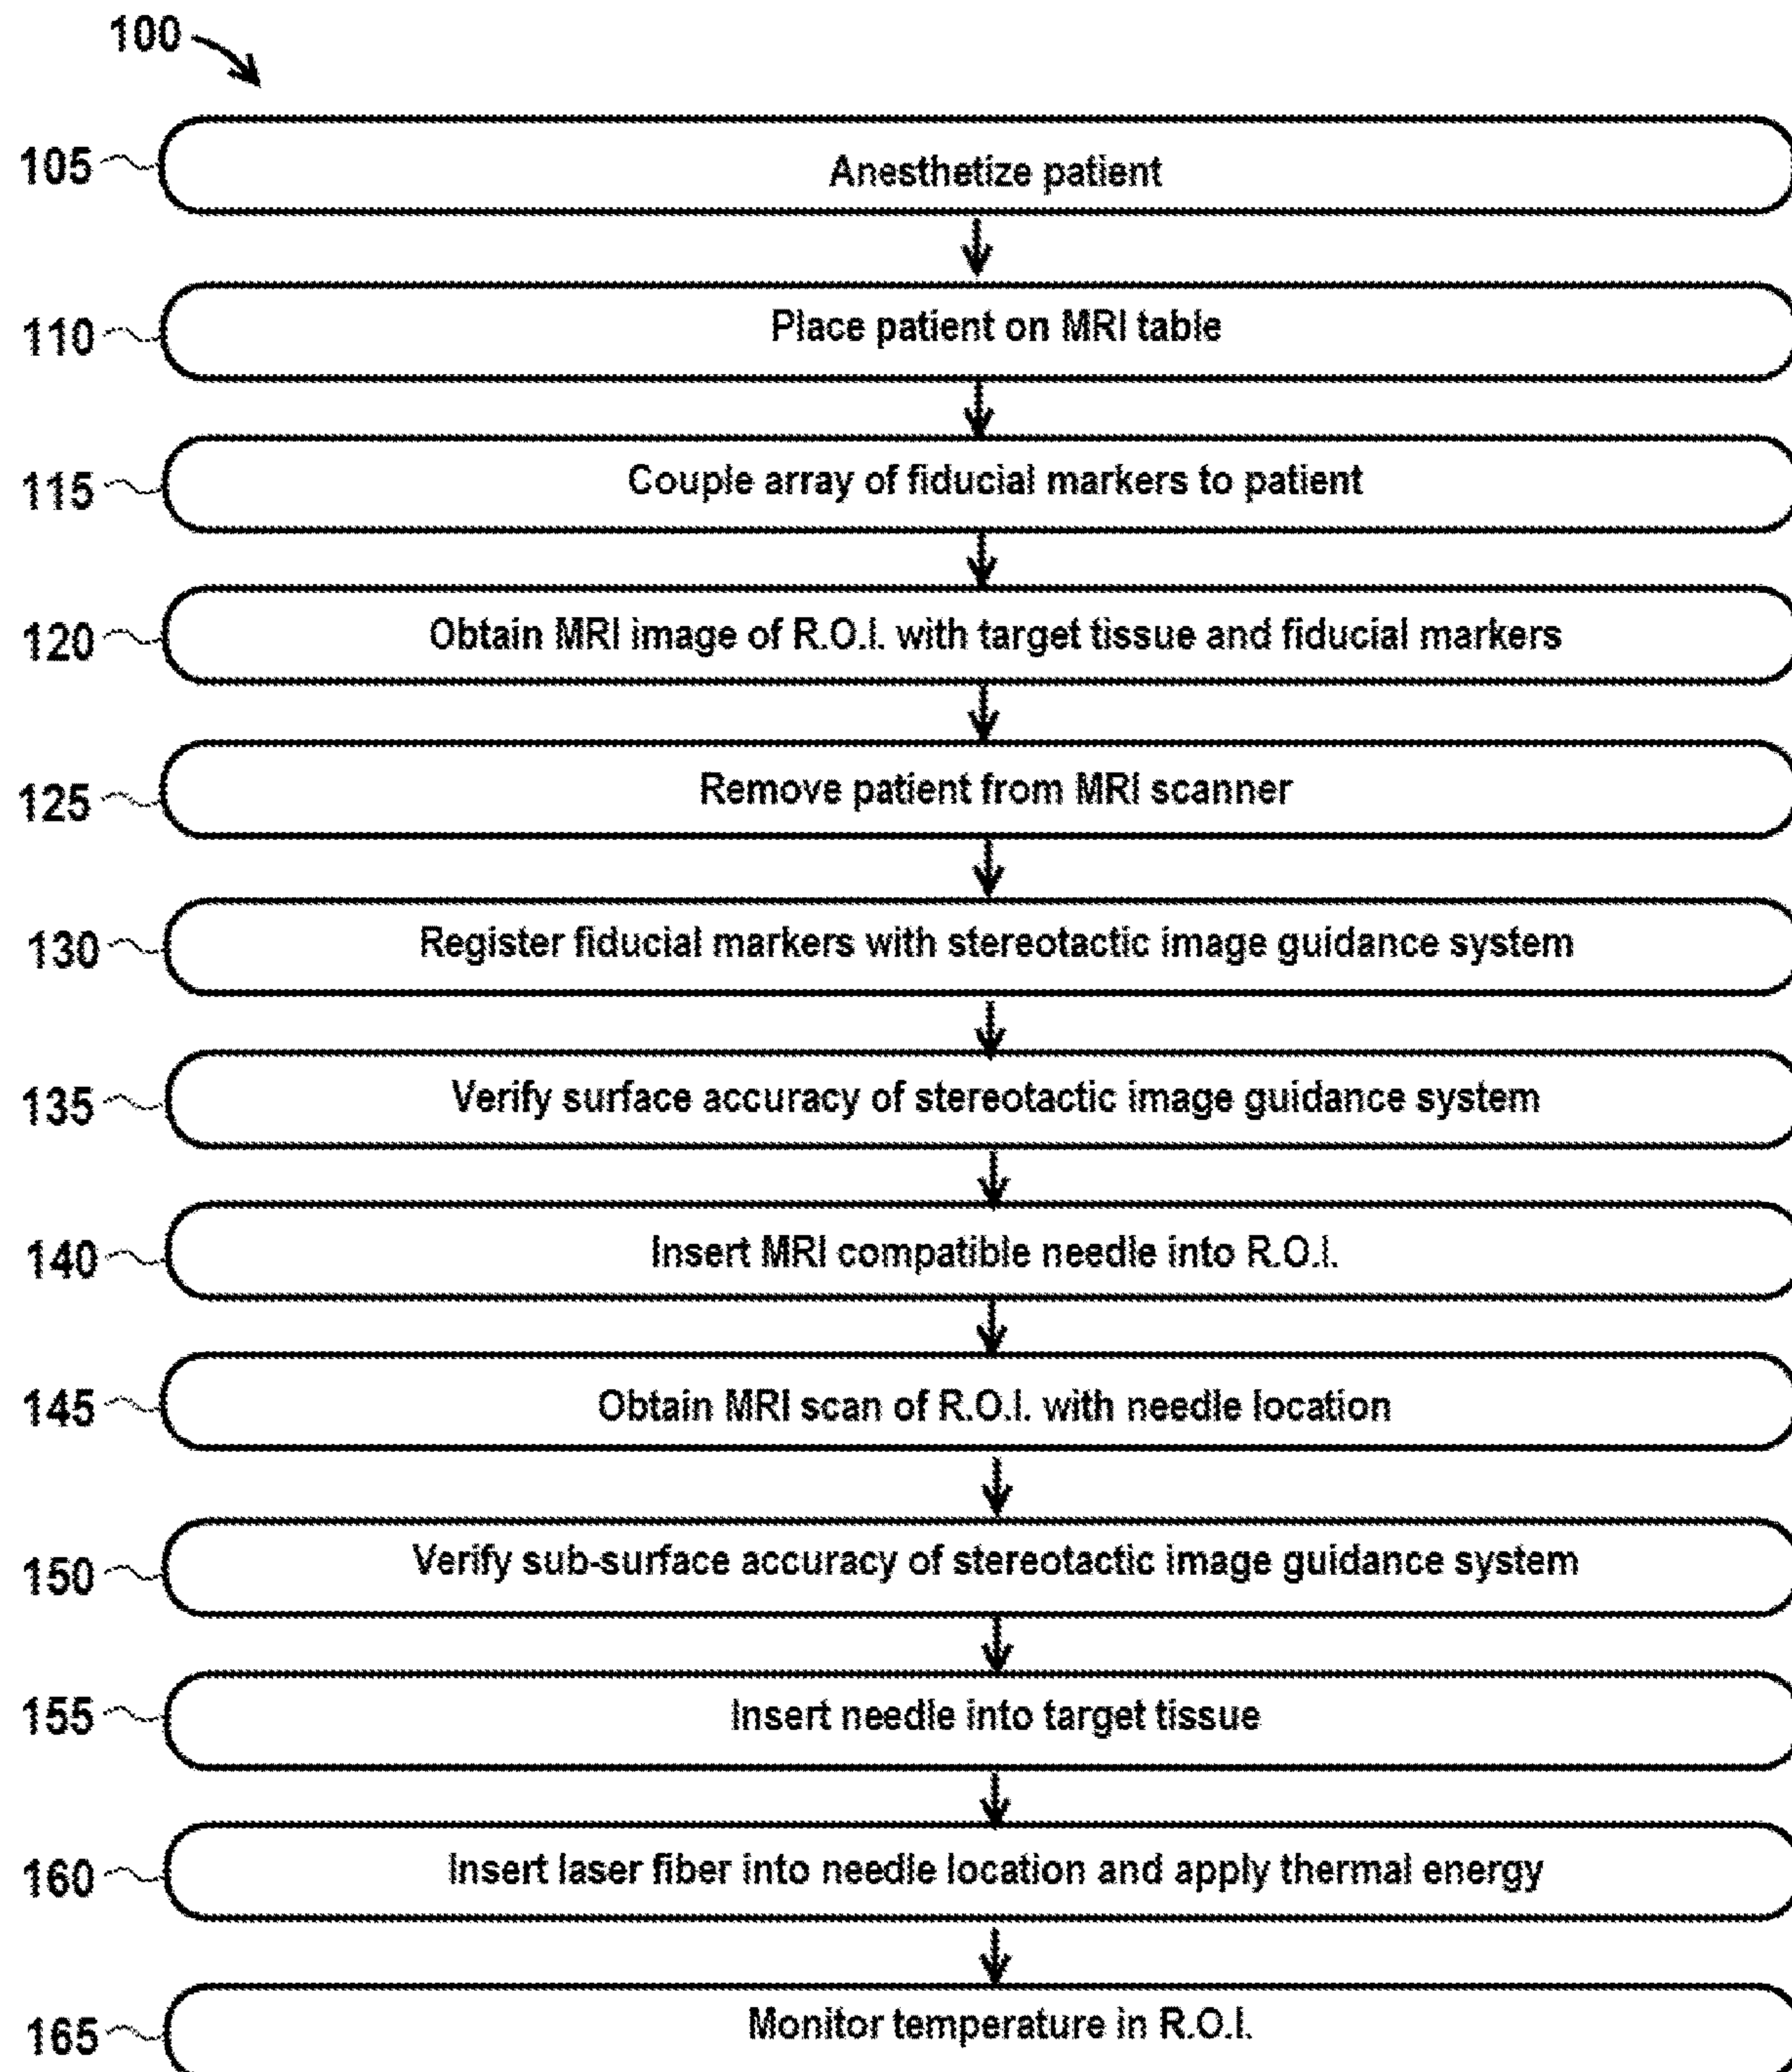 100
105 Anesthetize patient
110 Place patient on MRI table
115 Couple array of fiducial markers to patient
120 Obtain MRI image of R.O.I. with target tissue and fiducial markers
125 Remove patient from MRI scanner
130 Register fiducial markers with stereotactic image guidance system
135 Verify surface accuracy of stereotactic image guidance system
140 Insert MRI compatible needle into R.O.I.
145 Obtain MRI scan of R.O.I. with needle location
150 Verify sub-surface accuracy of stereotactic image guidance system
155 Insert needle into target tissue
160 Insert laser fiber into needle location and apply thermal energy
165 Monitor temperature in R.O.I.